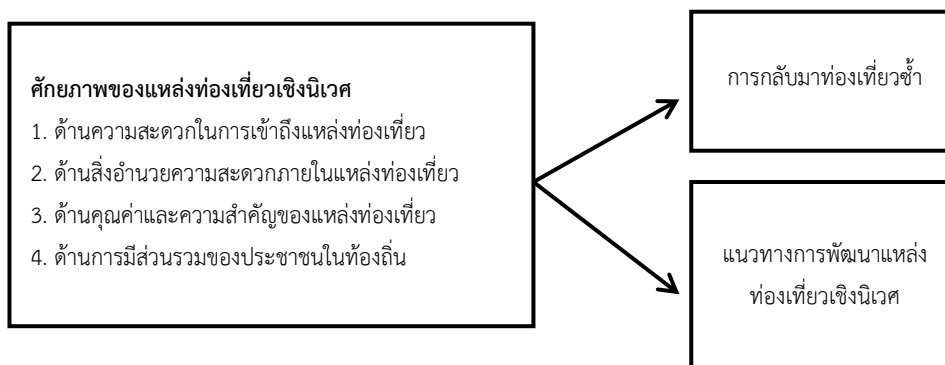 ศักยภาพของแหล่งท่องเที่ยวเชิงนิเวศ
1. ด้านความสะดวกในการเข้าถึงแหล่งท่องเที่ยว
2. ด้านสิ่งอำนวยความสะดวกภายในแหล่งท่องเที่ยว
3. ด้านคุณค่าและความสำคัญของแหล่งท่องเที่ยว
4. ด้านการมีส่วนรวมของประชาชนในท้องถิ่น
การกลับมาท่องเที่ยวซ้ำ
แนวทางการพัฒนาแหล่ง
ท่องเที่ยวเชิงนิเวศ